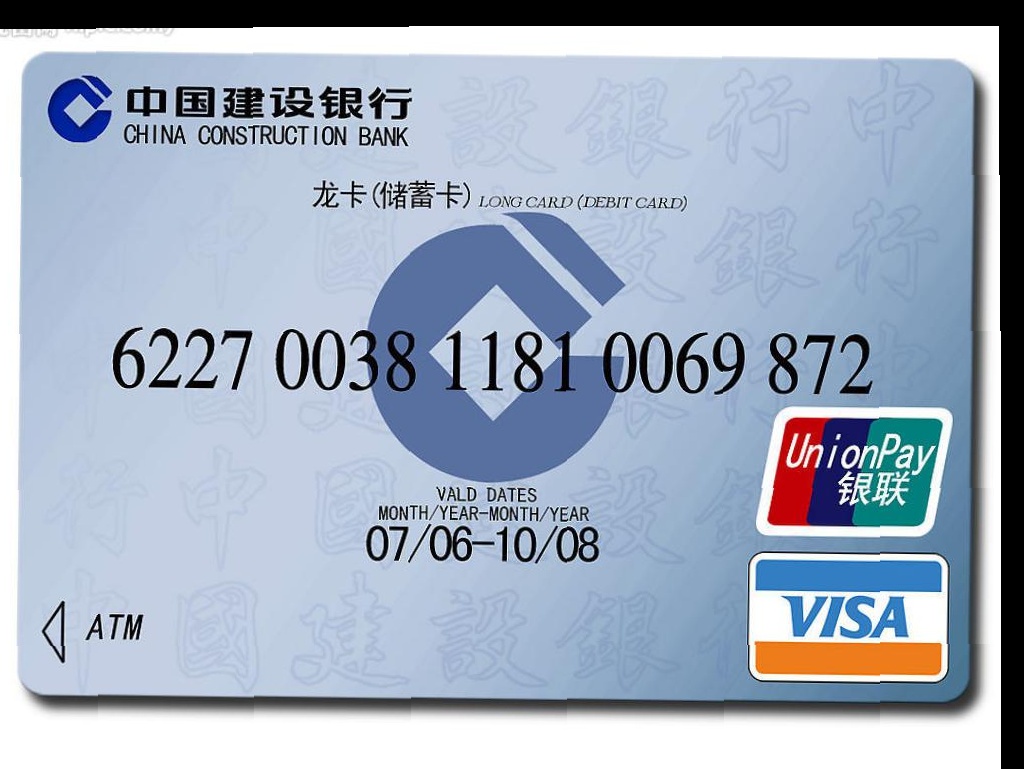 中国建设银行
CHINA CONSTRUCTION BANK
龙卡(储蓄卡) LONG CARD (DEBIT CARD)
6227 0038 1181 0069 872
UnionPay
银联
VALD DATES
MONTH/YEAR-MONTH/YEAR
07/06-10/08
ATM
VISA